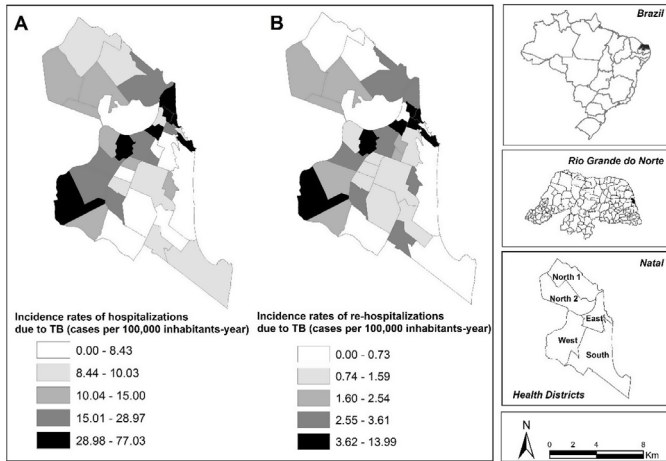 A
B
Incidence rates of hospitalizations
due to TB (cases per 100,000 inhabitants-year)
0.00 - 8.43
8.44 - 10.03
10.04 - 15.00
15.01 - 28.97
28.98 - 77.03
Incidence rates of re-hospitalizations
due to TB (cases per 100,000 inhabitants-year)
0.00 - 0.73
0.74 - 1.59
1.60 - 2.54
2.55 - 3.61
3.62 - 13.99
Brazil
Rio Grande do Norte
Natal
North 1
North 2
East
West
South
Health Districts
N
0 2 4 8
Km